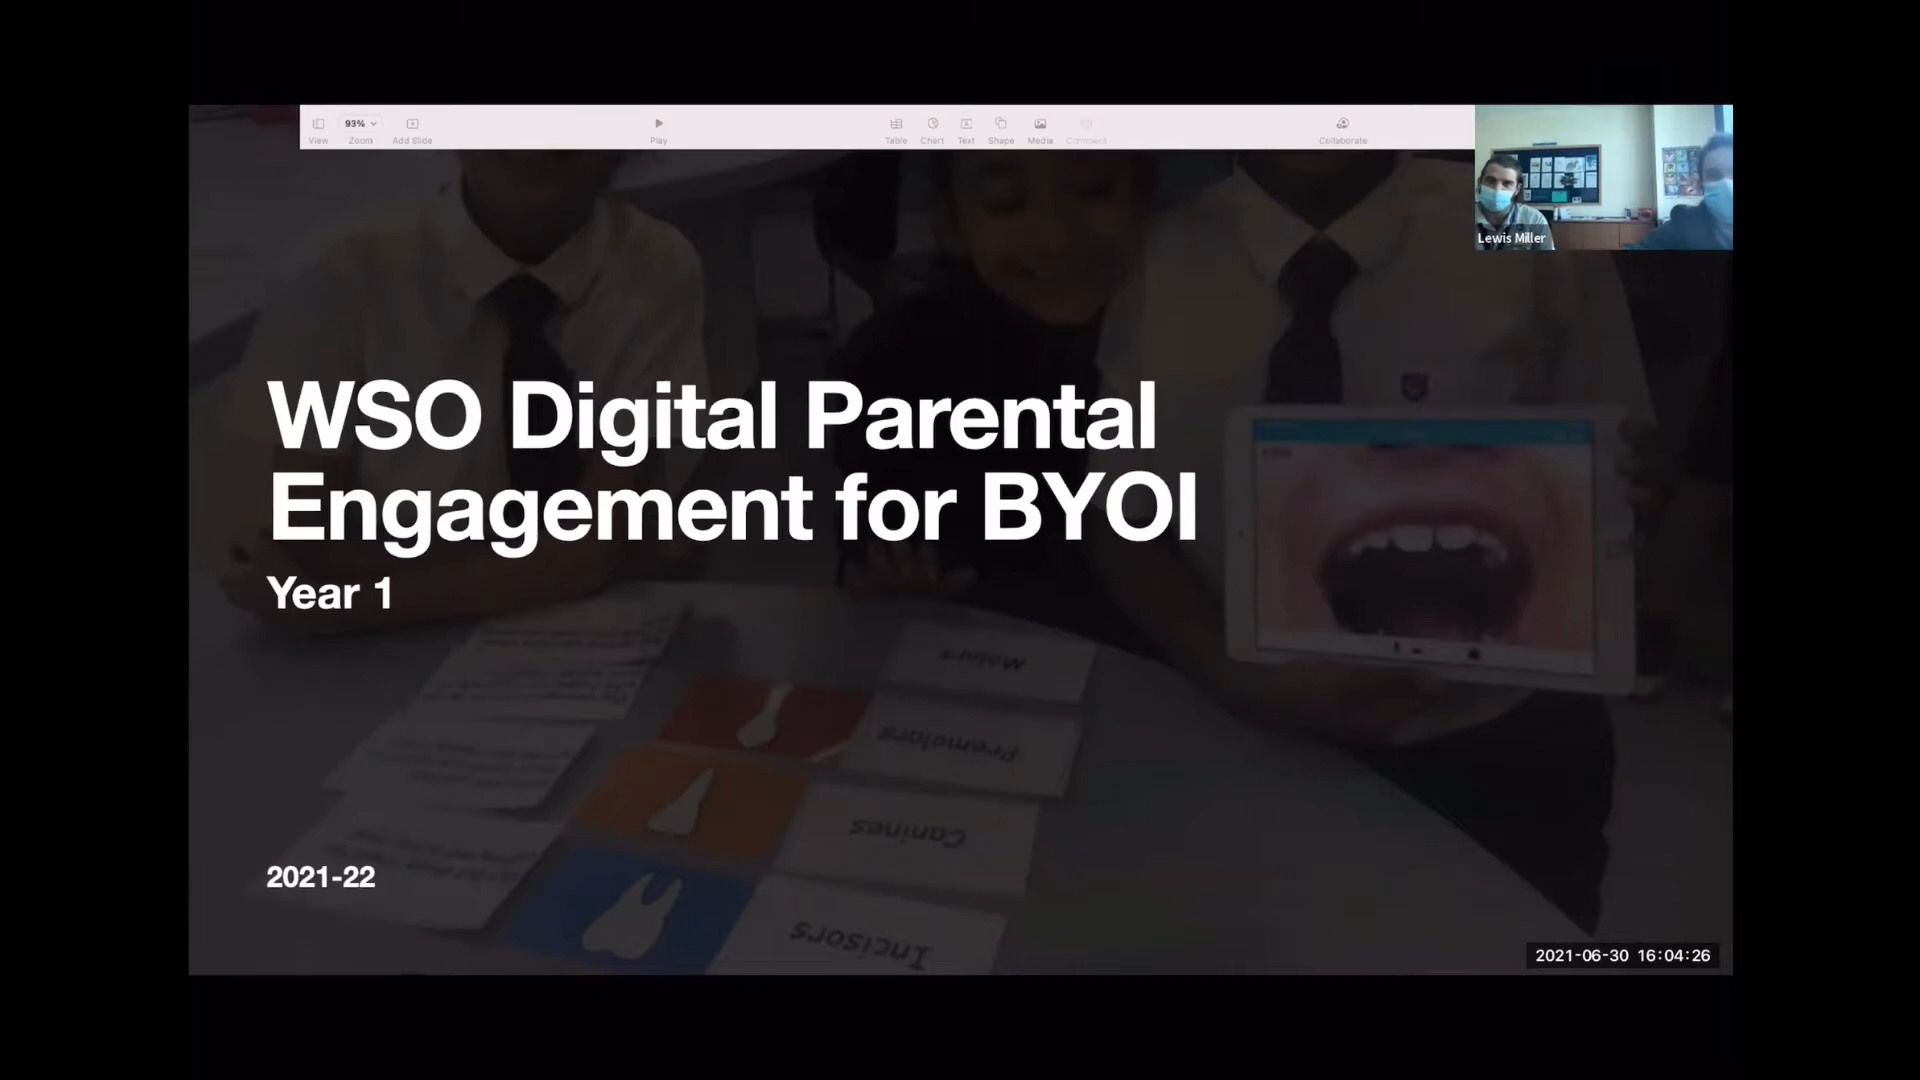 93%
View
Zoom
Add Slide
Play
Table
Chart
Text
Shape
Media
Comment
Collaborate
Lewis Miller
WSO Digital Parental
Engagement for BYOI
Year 1
Molars
Premolars
Canines
Incisors
2021-22
2021-06-30 16:04:26